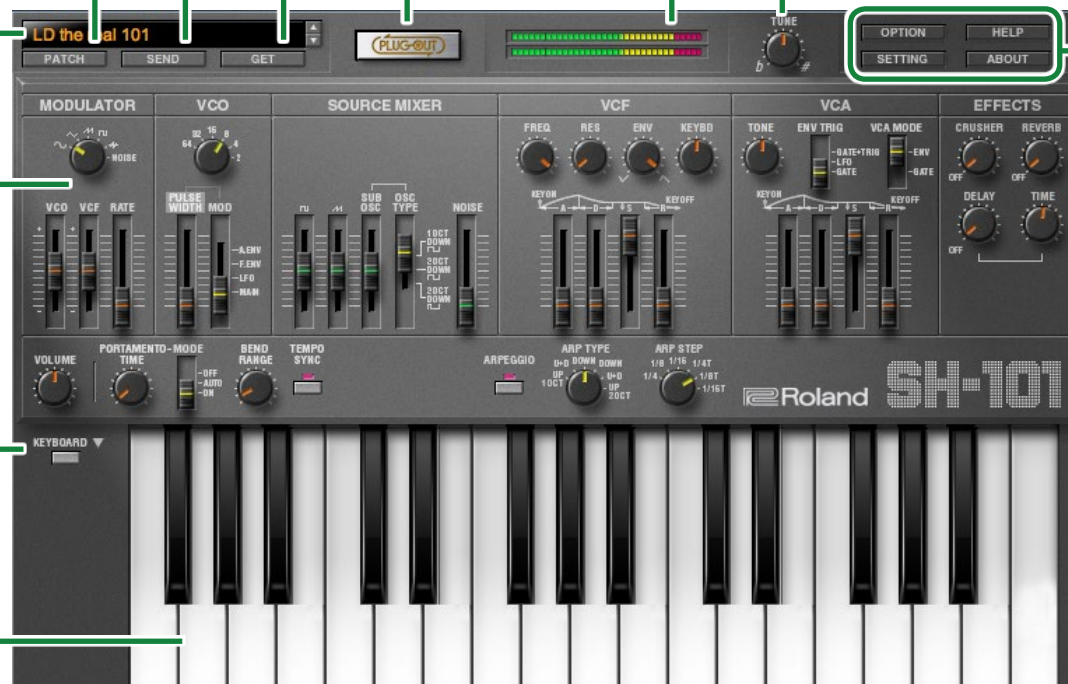 LD the real 101
PATCH SEND GET
PLUG-OUT
TUNE
b #
OPTION HELP
SETTING ABOUT
MODULATOR VCO SOURCE MIXER VCF VCA EFFECTS
NOISE
64 32 16 8 4 2
FREQ RES ENV KEYBD
TONE ENV TRIG VCA MODE
GATE+TRIG
LFO
GATE
ENV
GATE
CRUSHER REVERB
OFF OFF
DELAY TIME
OFF
VCO VCF RATE
+ +
- -
PULSE
WIDTH MOD
A.ENV
F.ENV
LFO
MAN
SUB
OSC
OSC
TYPE
NOISE
1OCT
DOWN
2OCT
DOWN
2OCT
DOWN
KEYON KEYOFF
A D S R
KEYON KEYOFF
A D S R
VOLUME
PORTAMENTO-MODE
TIME
OFF
AUTO
ON
BEND
RANGE
TEMPO
SYNC
ARPEGGIO
ARP TYPE
U+D DOWN DOWN
UP U+D
1OCT UP
2OCT
ARP STEP
1/8 1/16 1/4T
1/4 1/8T
1/16T
Roland
SH-101
KEYBOARD ▼